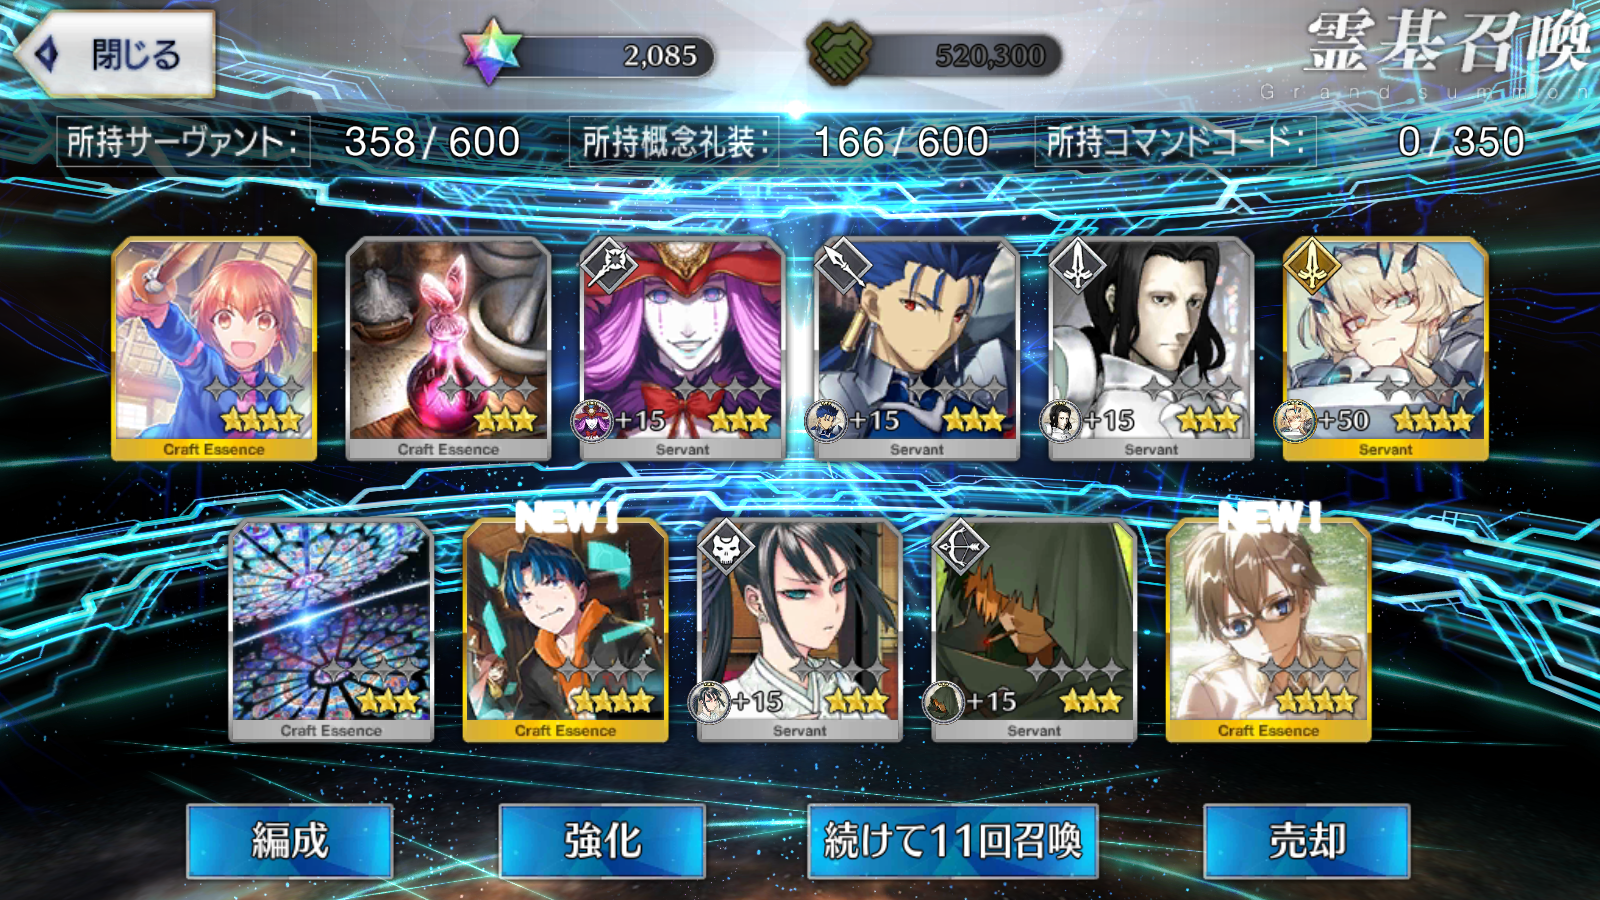 閉じる
2,085
520,300
霊基召喚
Grand summon
所持サーヴァント: 358 / 600
所持概念礼装: 166 / 600
所持コマンドコード: 0 / 350
+15
+15
+15
+50
Craft Essence
Craft Essence
Servant
Servant
Servant
Servant
NEW!
NEW!
+15
+15
Craft Essence
Craft Essence
Servant
Servant
Craft Essence
編成
強化
続けて11回召喚
売却